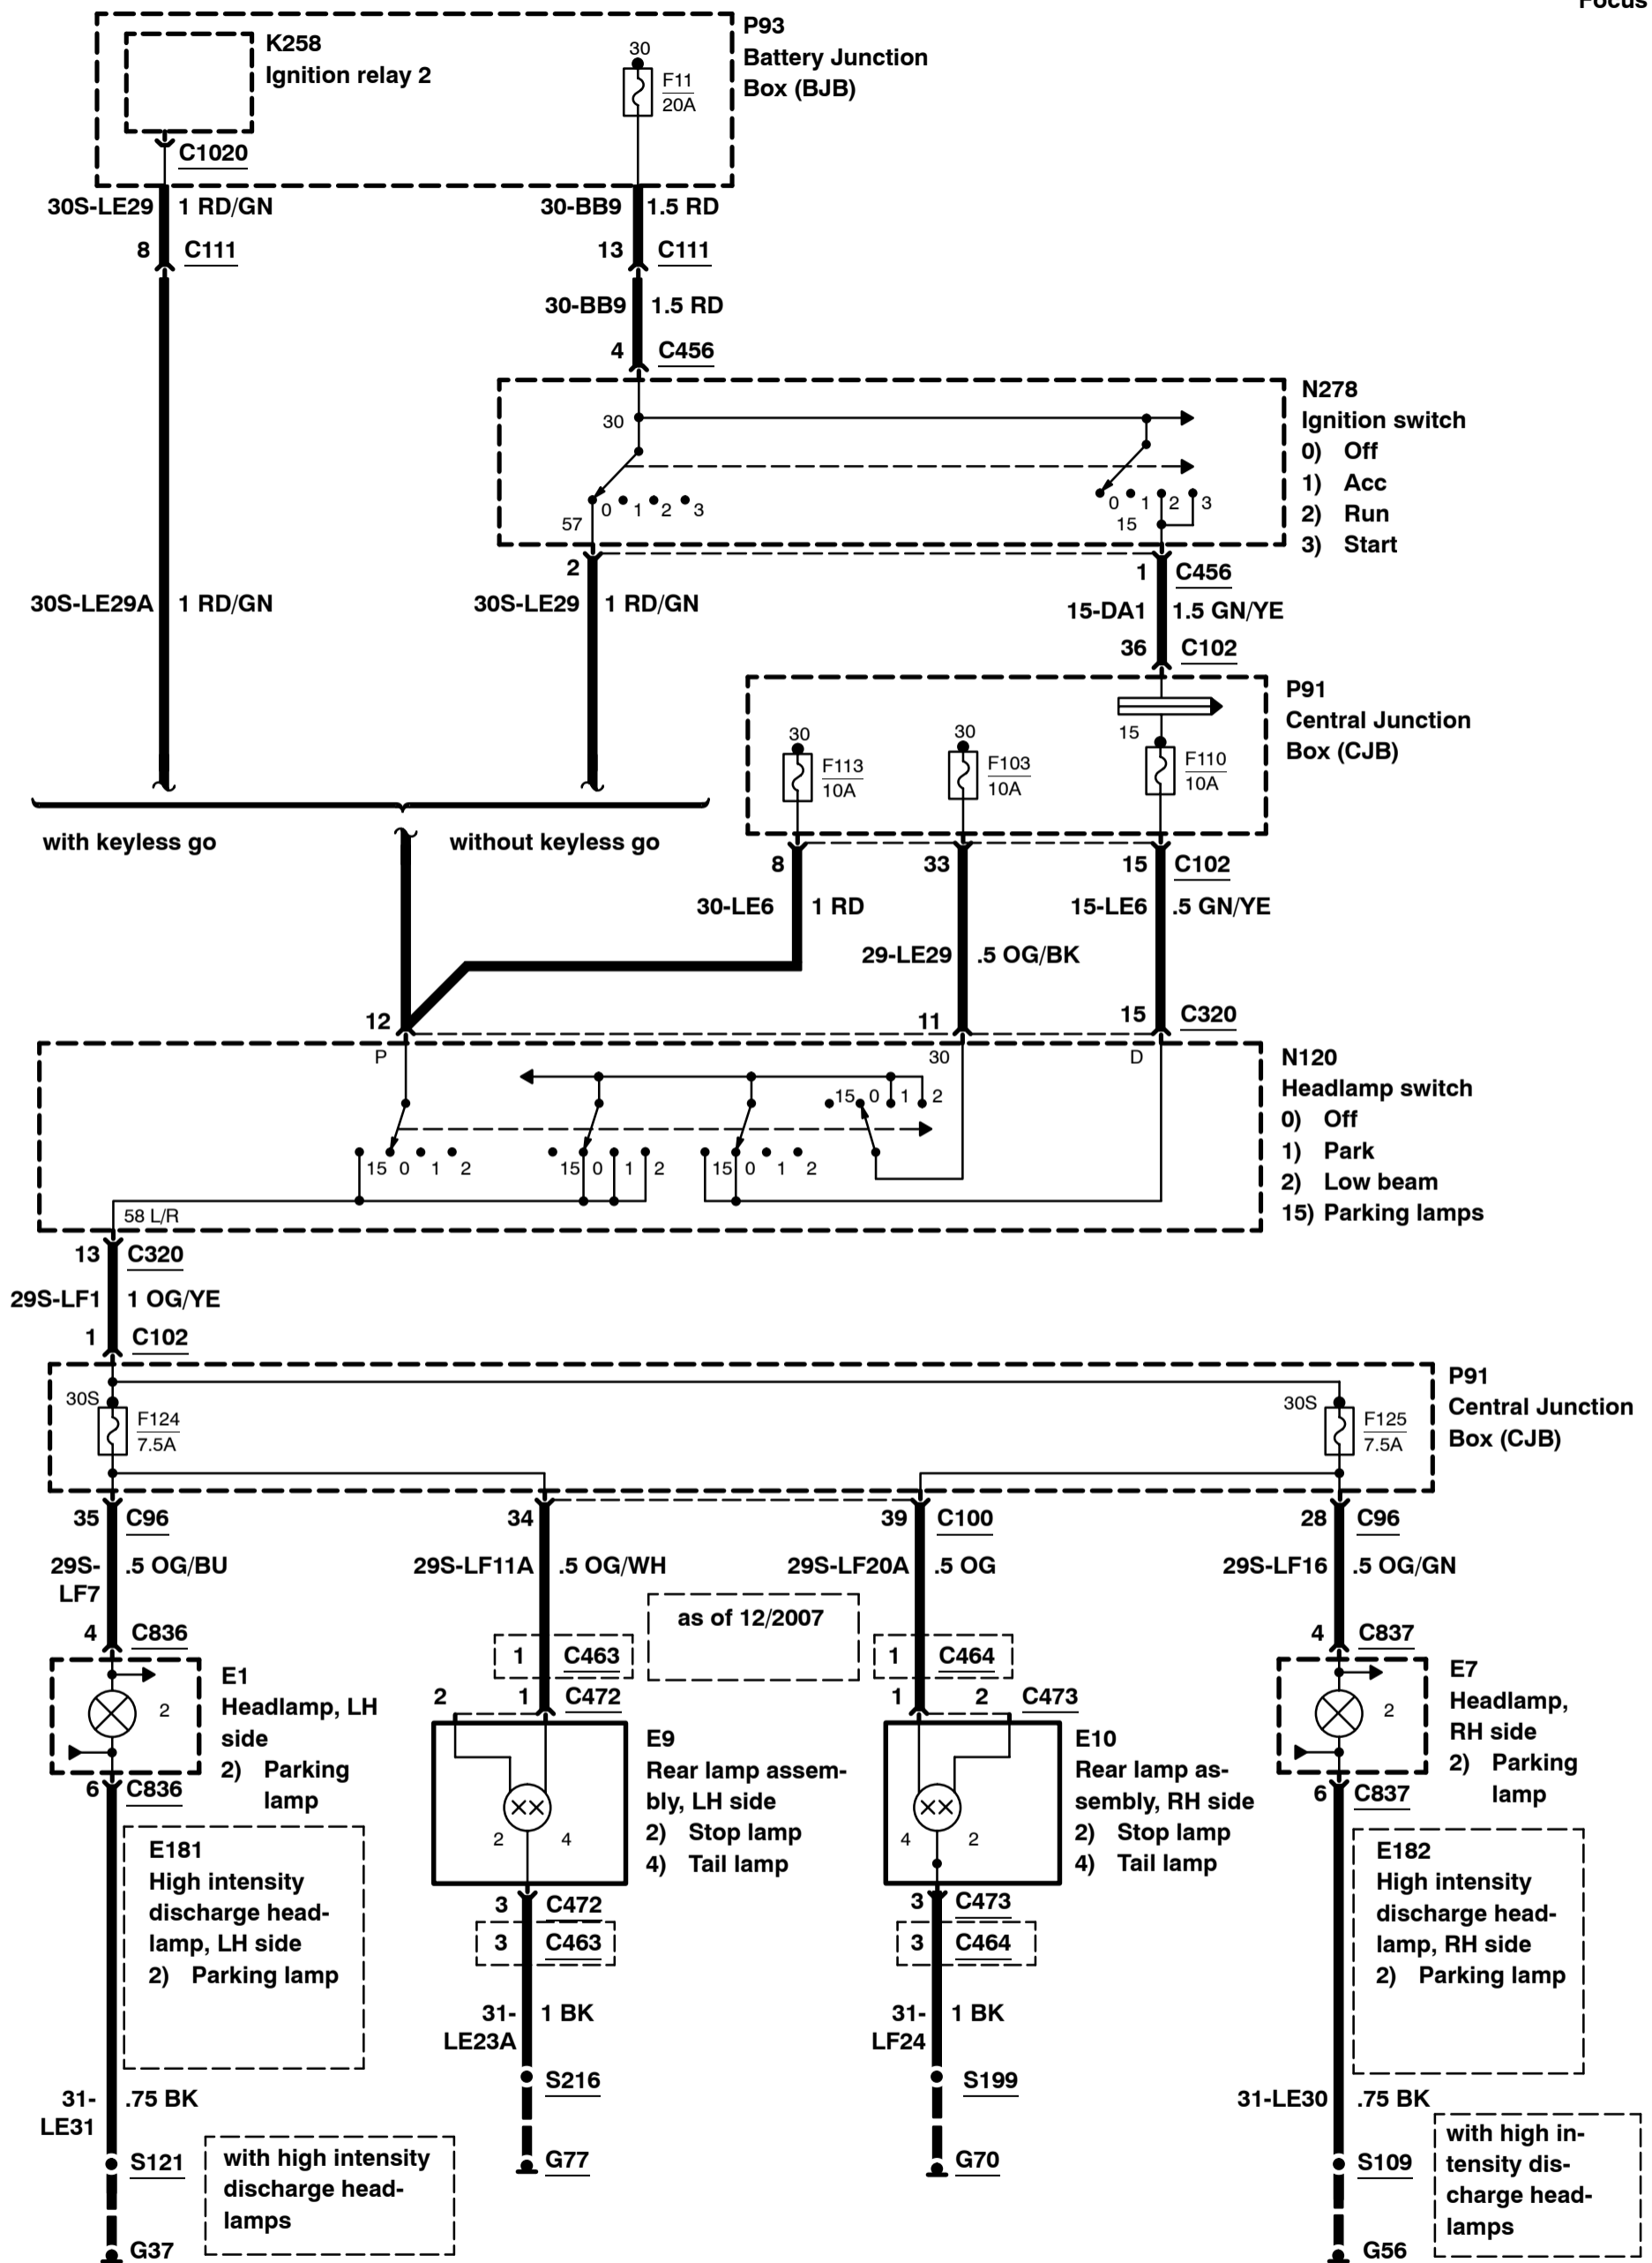 Focus
P93
Battery Junction
Box (BJB)
K258
Ignition relay 2
30
F11
20A
C1020
30S-LE29 1 RD/GN
30-BB9 1.5 RD
8 C111
13 C111
30-BB9 1.5 RD
4 C456
N278
Ignition switch
0) Off
1) Acc
2) Run
3) Start
30
0 1 2 3
57
0 1 2 3
15
2
1 C456
30S-LE29A 1 RD/GN
30S-LE29 1 RD/GN
15-DA1 1.5 GN/YE
36 C102
P91
Central Junction
Box (CJB)
30
F113
10A
30
F103
10A
15
F110
10A
with keyless go
without keyless go
8
33
15 C102
30-LE6 1 RD
15-LE6 .5 GN/YE
29-LE29 .5 OG/BK
12
11
15 C320
N120
Headlamp switch
0) Off
1) Park
2) Low beam
15) Parking lamps
P
30
D
15 0 1 2
15 0 1 2
15 0 1 2
15 0 1 2
58 L/R
13 C320
29S-LF1 1 OG/YE
1 C102
P91
Central Junction
Box (CJB)
30S
F124
7.5A
30S
F125
7.5A
35 C96
34
39 C100
28 C96
29S-
LF7
.5 OG/BU
29S-LF11A .5 OG/WH
29S-LF20A .5 OG
29S-LF16 .5 OG/GN
as of 12/2007
4 C836
1 C463
1 C464
4 C837
2 1 C472
1 2 C473
E1
Headlamp, LH
side
2) Parking
lamp
2
E9
Rear lamp assem-
bly, LH side
2) Stop lamp
4) Tail lamp
2 4
E10
Rear lamp as-
sembly, RH side
2) Stop lamp
4) Tail lamp
4 2
E7
Headlamp,
RH side
2) Parking
lamp
2
6 C836
6 C837
E181
High intensity
discharge head-
lamp, LH side
2) Parking lamp
3 C472
3 C463
3 C473
3 C464
E182
High intensity
discharge head-
lamp, RH side
2) Parking lamp
31-
LE23A
1 BK
31-
LF24
1 BK
S216
S199
31-
LE31
.75 BK
31-LE30 .75 BK
S121
with high intensity
discharge head-
lamps
G77
G70
S109
with high in-
tensity dis-
charge head-
lamps
G37
G56